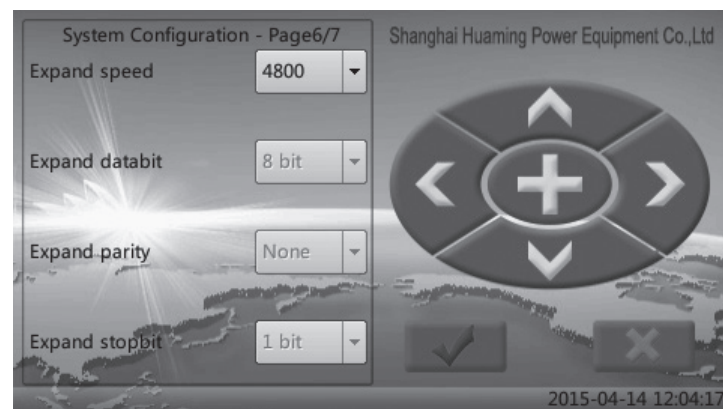 System Configuration - Page6/7
Shanghai Huaming Power Equipment Co.,Ltd
Expand speed
4800
Expand databit
8 bit
Expand parity
None
Expand stopbit
1 bit
2015-04-14 12:04:17